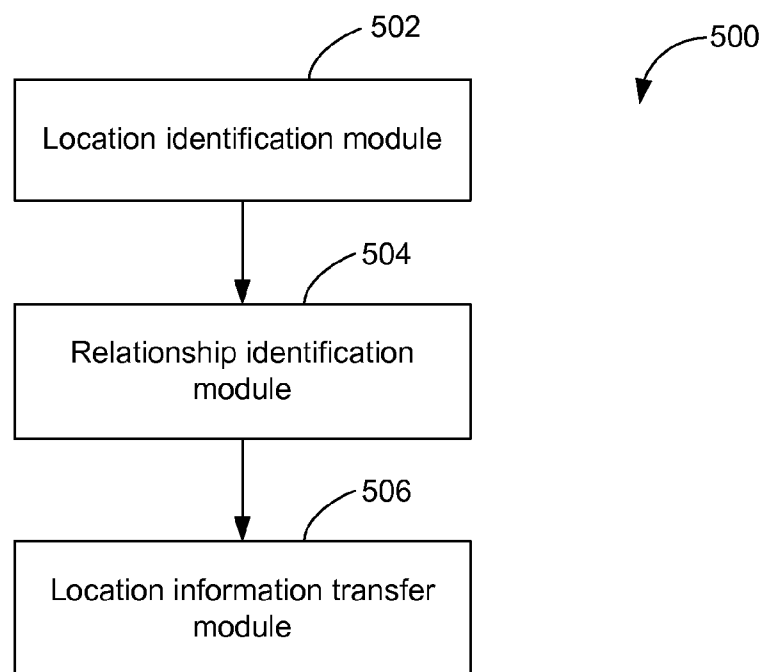 502
500
Location identification module
504
Relationship identification
module
506
Location information transfer
module